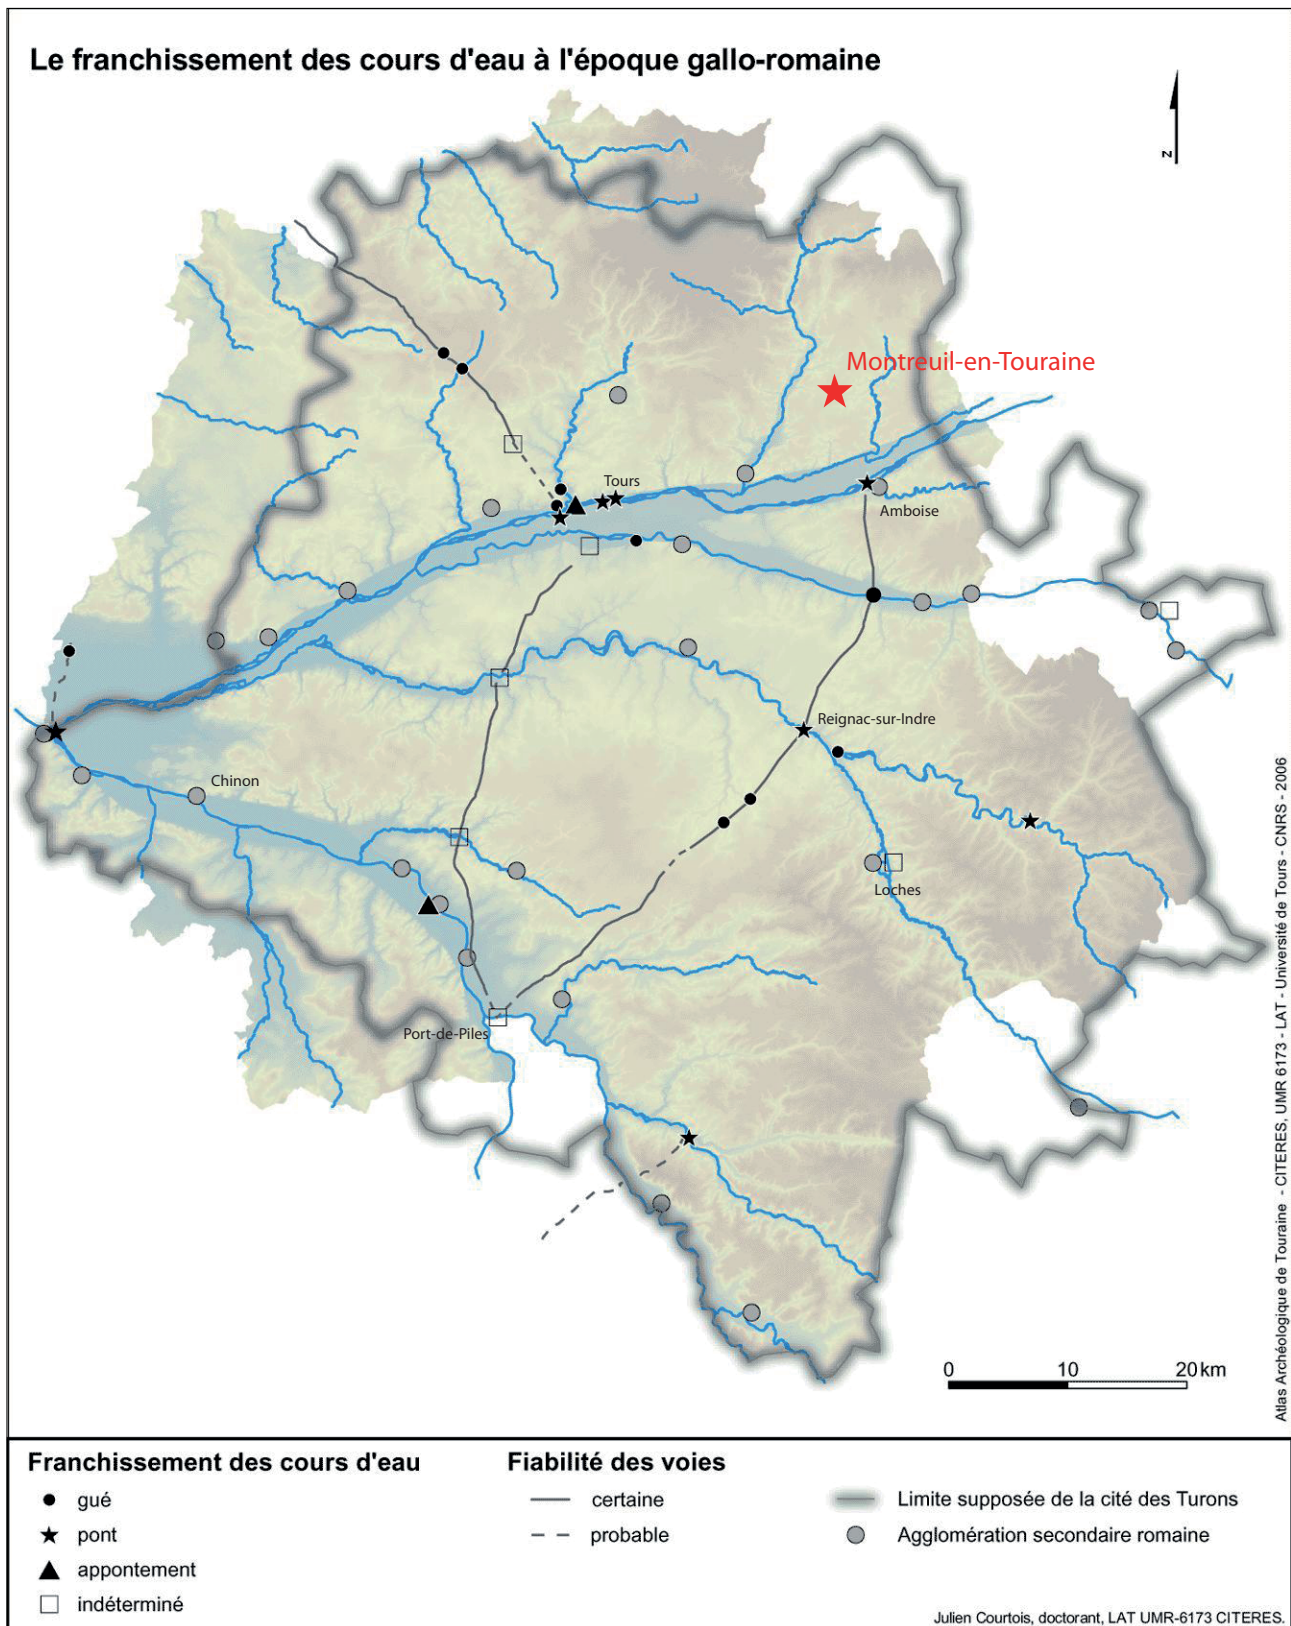 Le franchissement des cours d'eau à l'époque gallo-romaine
N
Montreuil-en-Touraine
Tours
Amboise
Reignac-sur-Indre
Chinon
Loches
Port-de-Piles
0 10 20 km
Atlas Archéologique de Touraine - CITERES, UMR 6173 - LAT - Université de Tours - CNRS - 2006
Franchissement des cours d'eau
gué
pont
appontement
indéterminé
Fiabilité des voies
certaine
probable
Limite supposée de la cité des Turons
Agglomération secondaire romaine
Julien Courtois, doctorant, LAT UMR-6173 CITERES.